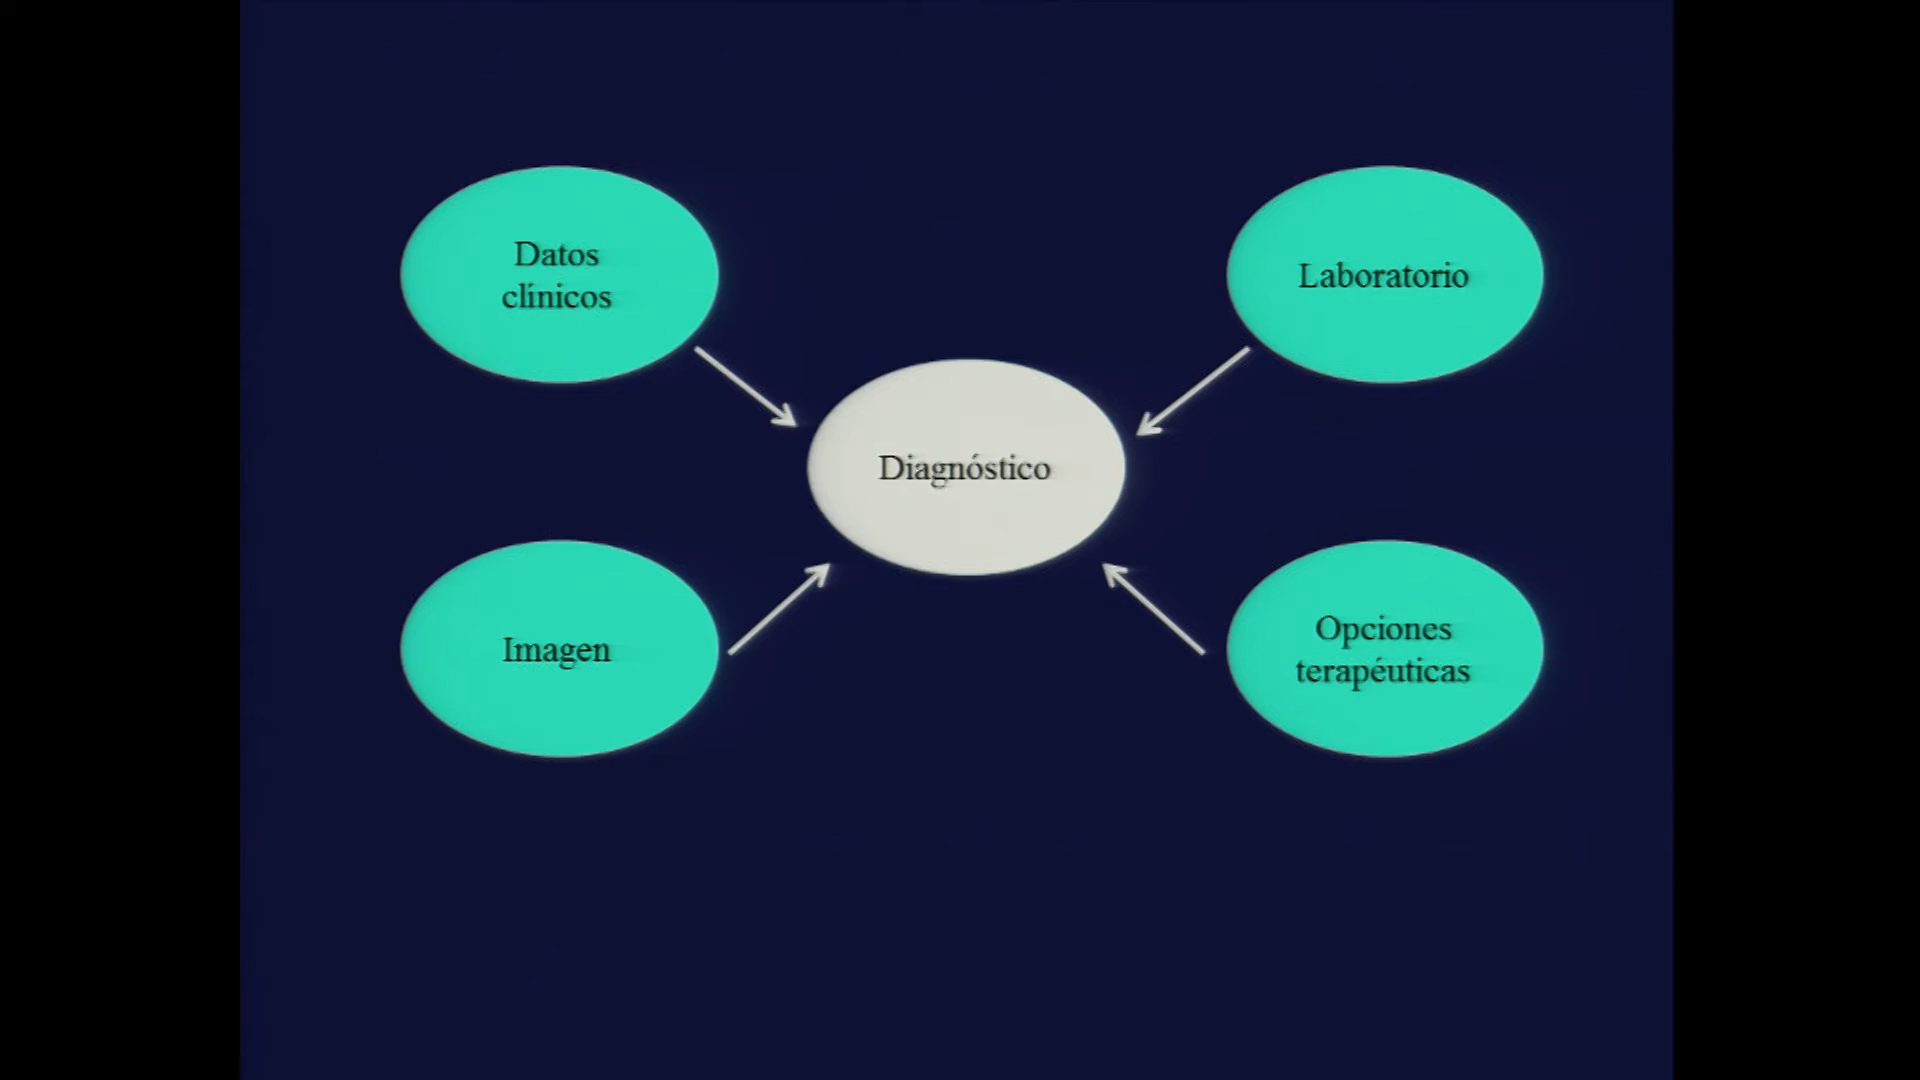 Datos
clínicos
Laboratorio
Diagnóstico
Imagen
Opciones
terapéuticas